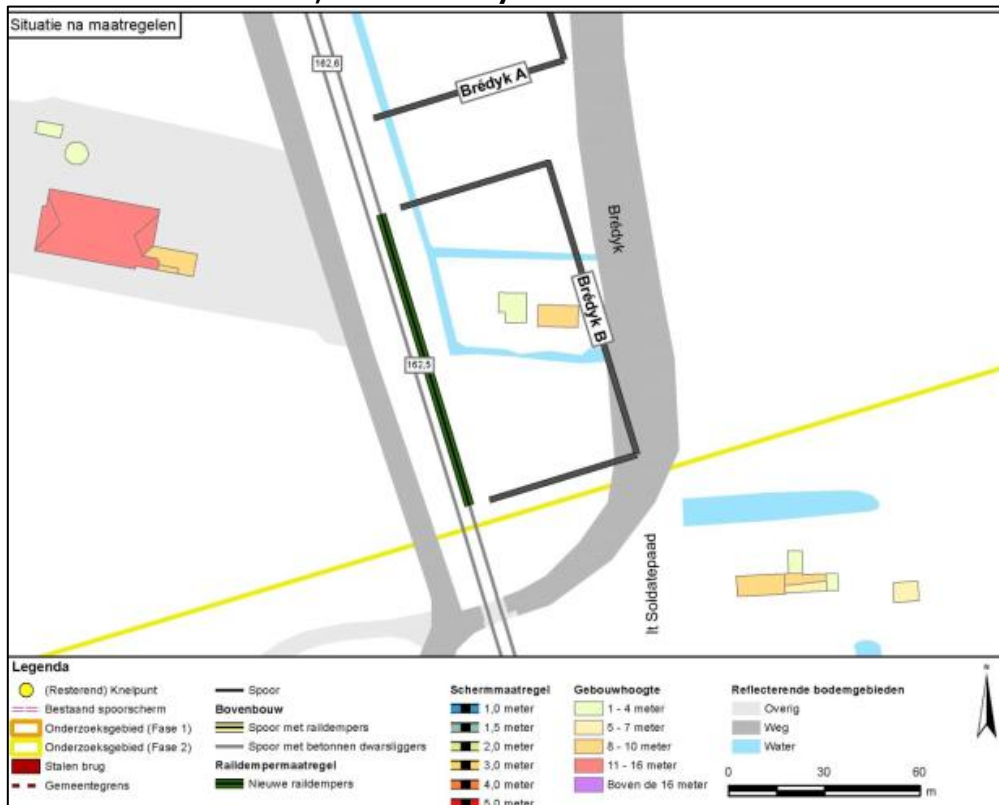 Situatie na maatregelen
162,6
Brédyk A
Brédyk
Brédyk B
162,5
It Soldatepaad
Legenda
(Resterend) Knelpunt
Bestaand spoorscherm
Onderzoeksgebied (Fase 1)
Onderzoeksgebied (Fase 2)
Stalen brug
Gemeentegrens
Spoor
Bovenbouw
Spoor met raildempers
Spoor met betonnen dwarsliggers
Raildempermaatregel
Nieuwe raildempers
Schermmaatregel
1,0 meter
1,5 meter
2,0 meter
3,0 meter
4,0 meter
5,0 meter
Gebouwhoogte
1 - 4 meter
5 - 7 meter
8 - 10 meter
11 - 16 meter
Boven de 16 meter
Reflecterende bodemgebieden
Overig
Weg
Water
N
0 30 60
m